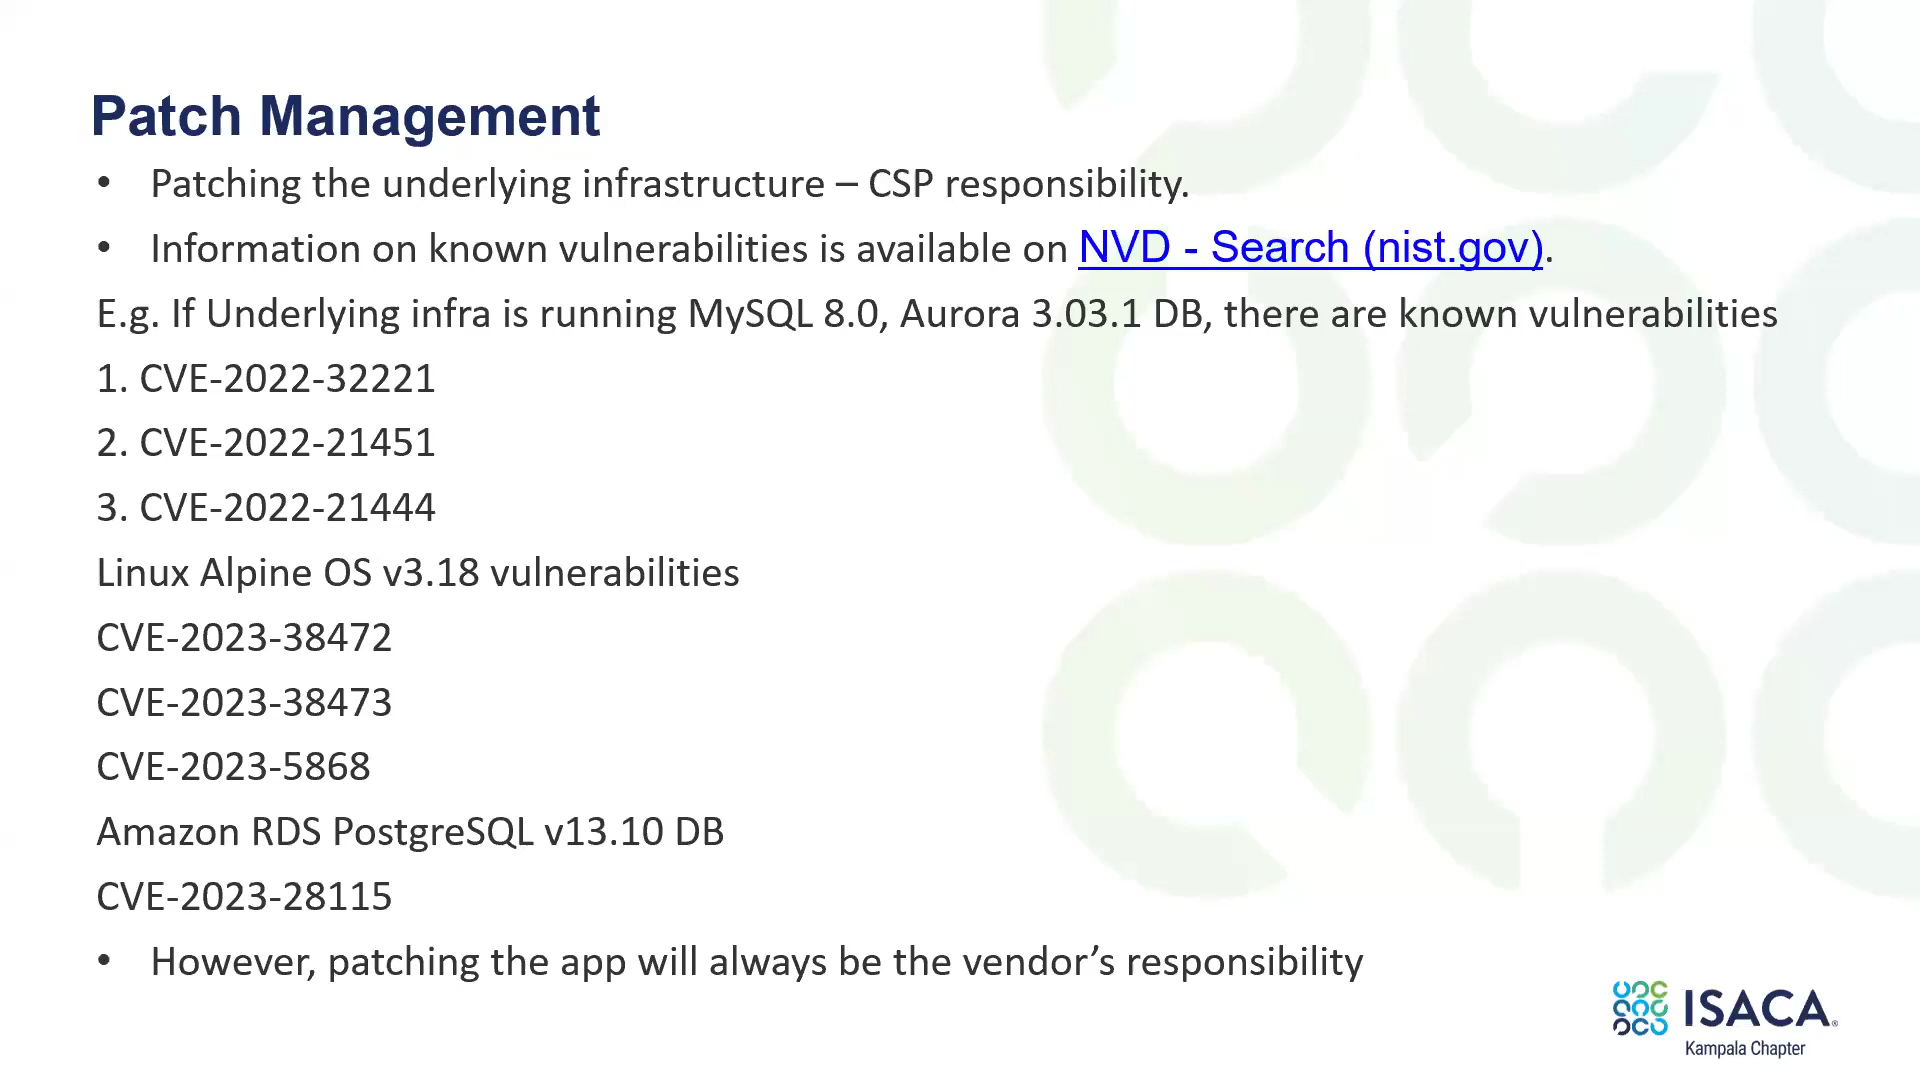 Patch Management
• Patching the underlying infrastructure – CSP responsibility.
• Information on known vulnerabilities is available on NVD - Search (nist.gov).
E.g. If Underlying infra is running MySQL 8.0, Aurora 3.03.1 DB, there are known vulnerabilities
1. CVE-2022-32221
2. CVE-2022-21451
3. CVE-2022-21444
Linux Alpine OS v3.18 vulnerabilities
CVE-2023-38472
CVE-2023-38473
CVE-2023-5868
Amazon RDS PostgreSQL v13.10 DB
CVE-2023-28115
• However, patching the app will always be the vendor’s responsibility
ISACA®
Kampala Chapter